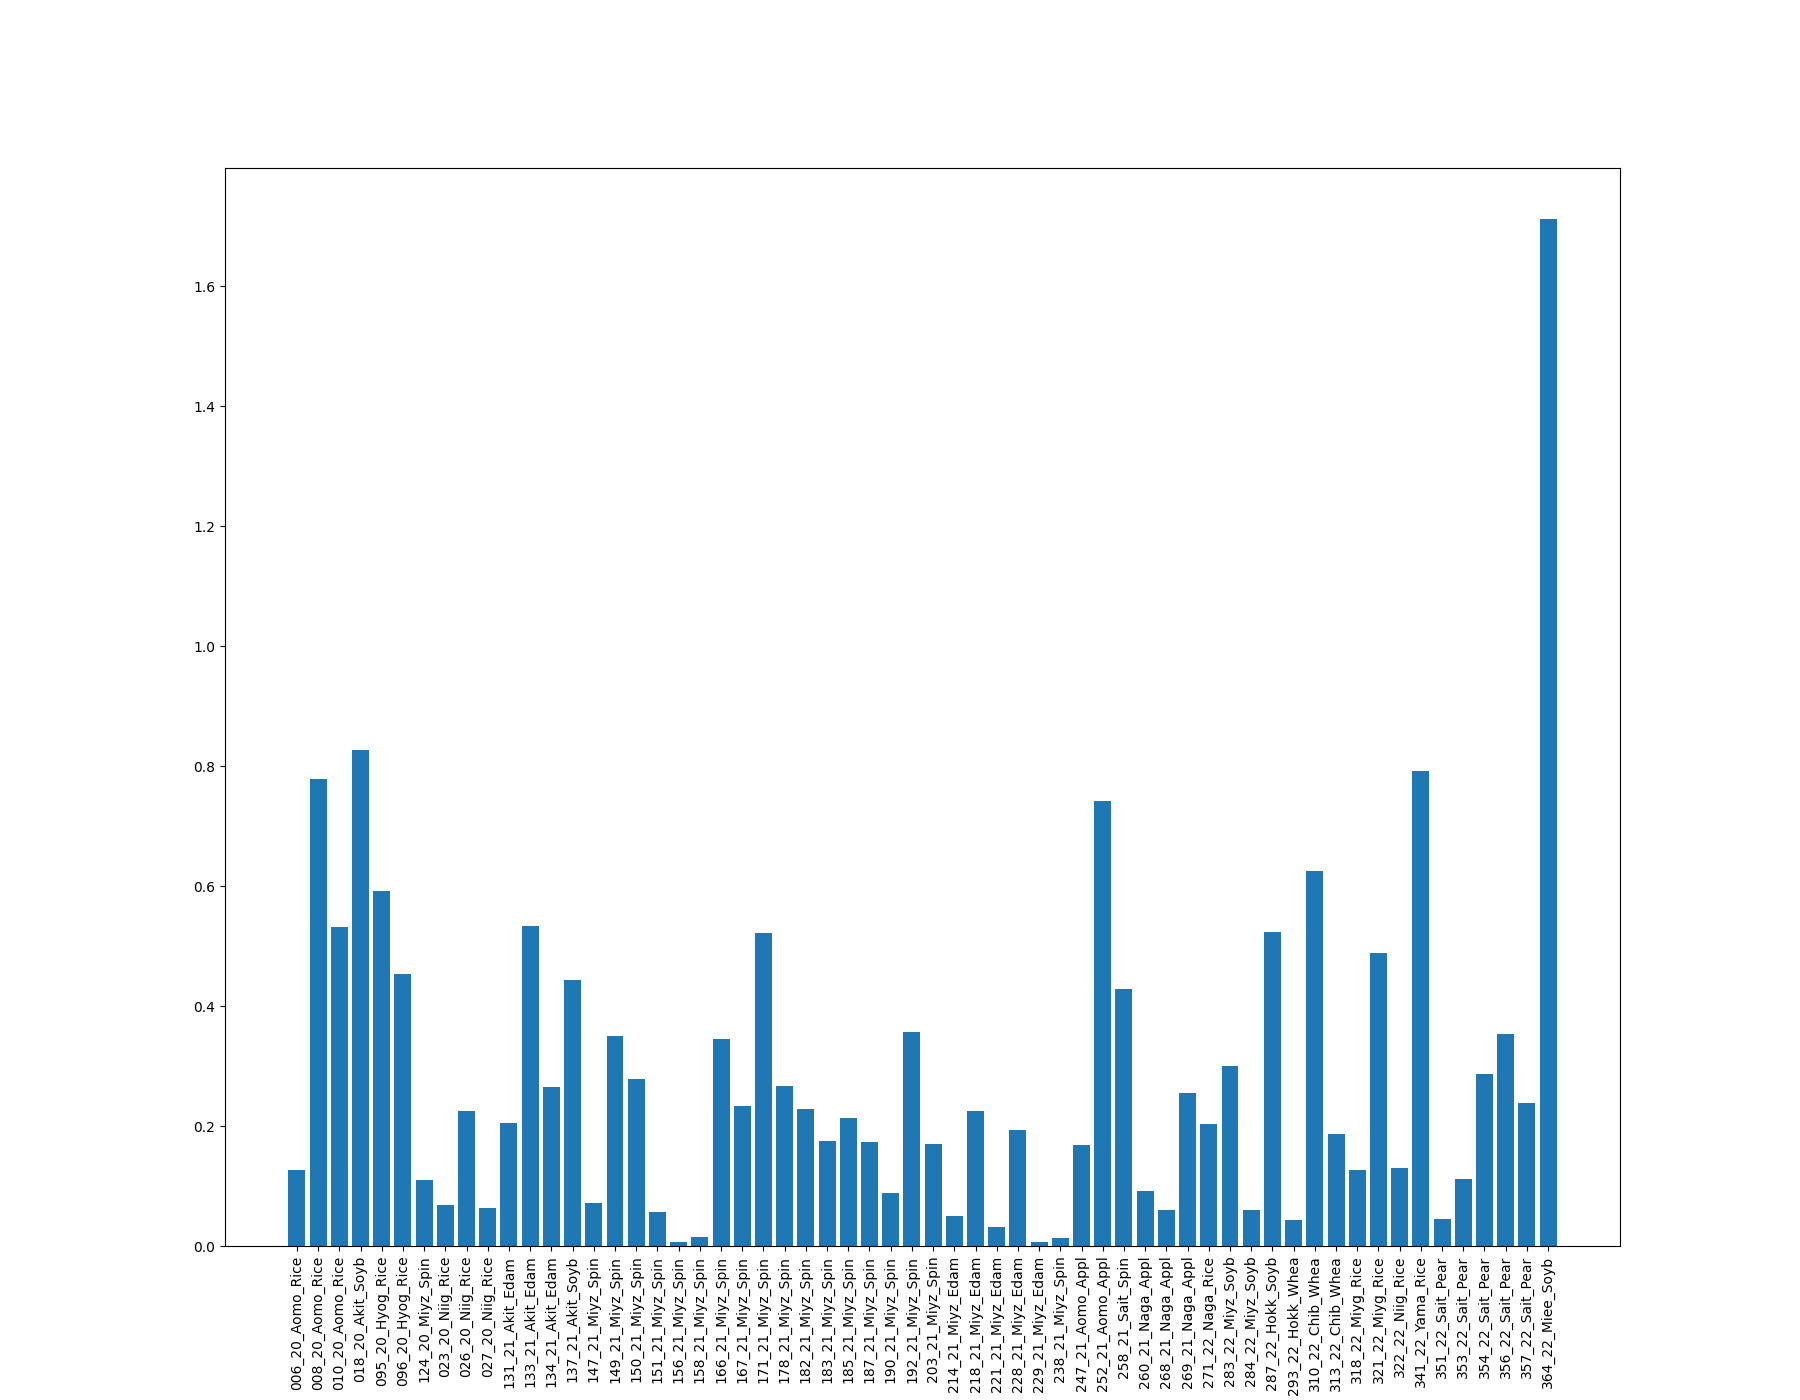 1.6
1.4
1.2
1.0
0.8
0.6
0.4
0.2
0.0
006_20_Aomo_Rice
008_20_Aomo_Rice
010_20_Aomo_Rice
018_20_Akit_Soyb
095_20_Hyog_Rice
096_20_Hyog_Rice
124_20_Miyz_Spin
023_20_Niig_Rice
026_20_Niig_Rice
027_20_Niig_Rice
131_21_Akit_Edam
133_21_Akit_Edam
134_21_Akit_Edam
137_21_Akit_Soyb
147_21_Miyz_Spin
149_21_Miyz_Spin
150_21_Miyz_Spin
151_21_Miyz_Spin
156_21_Miyz_Spin
158_21_Miyz_Spin
166_21_Miyz_Spin
167_21_Miyz_Spin
171_21_Miyz_Spin
178_21_Miyz_Spin
182_21_Miyz_Spin
183_21_Miyz_Spin
185_21_Miyz_Spin
187_21_Miyz_Spin
190_21_Miyz_Spin
192_21_Miyz_Spin
203_21_Miyz_Spin
214_21_Miyz_Edam
218_21_Miyz_Edam
221_21_Miyz_Edam
228_21_Miyz_Edam
229_21_Miyz_Edam
238_21_Miyz_Spin
247_21_Aomo_Appl
252_21_Aomo_Appl
258_21_Sait_Spin
260_21_Naga_Appl
268_21_Naga_Appl
269_21_Naga_Appl
271_22_Naga_Rice
283_22_Miyz_Soyb
284_22_Miyz_Soyb
287_22_Hokk_Soyb
293_22_Hokk_Whea
310_22_Chib_Whea
313_22_Chib_Whea
318_22_Miyg_Rice
321_22_Miyg_Rice
322_22_Niig_Rice
341_22_Yama_Rice
351_22_Sait_Pear
353_22_Sait_Pear
354_22_Sait_Pear
356_22_Sait_Pear
357_22_Sait_Pear
364_22_Miee_Soyb